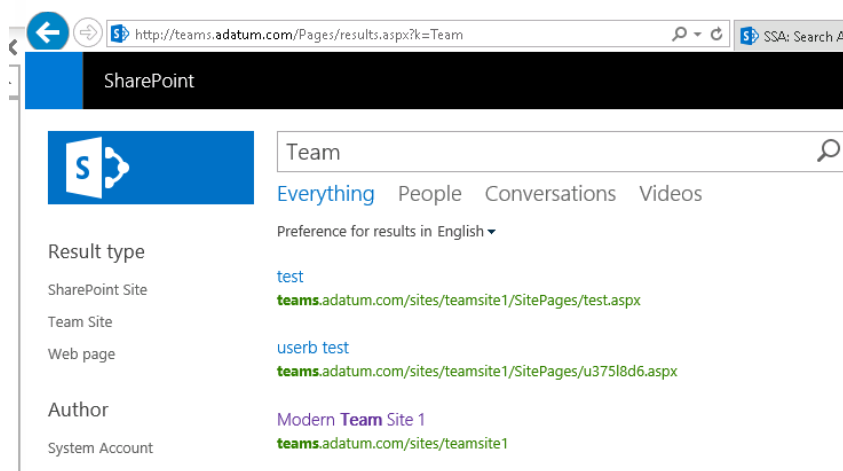 http://teams.adatum.com/Pages/results.aspx?k=Team
SSA: Search A
SharePoint
S
Team
Everything People Conversations Videos
Preference for results in English
Result type
SharePoint Site
Team Site
Web page
Author
System Account
test
teams.adatum.com/sites/teamsite1/SitePages/test.aspx
userb test
teams.adatum.com/sites/teamsite1/SitePages/u375l8d6.aspx
Modern Team Site 1
teams.adatum.com/sites/teamsite1